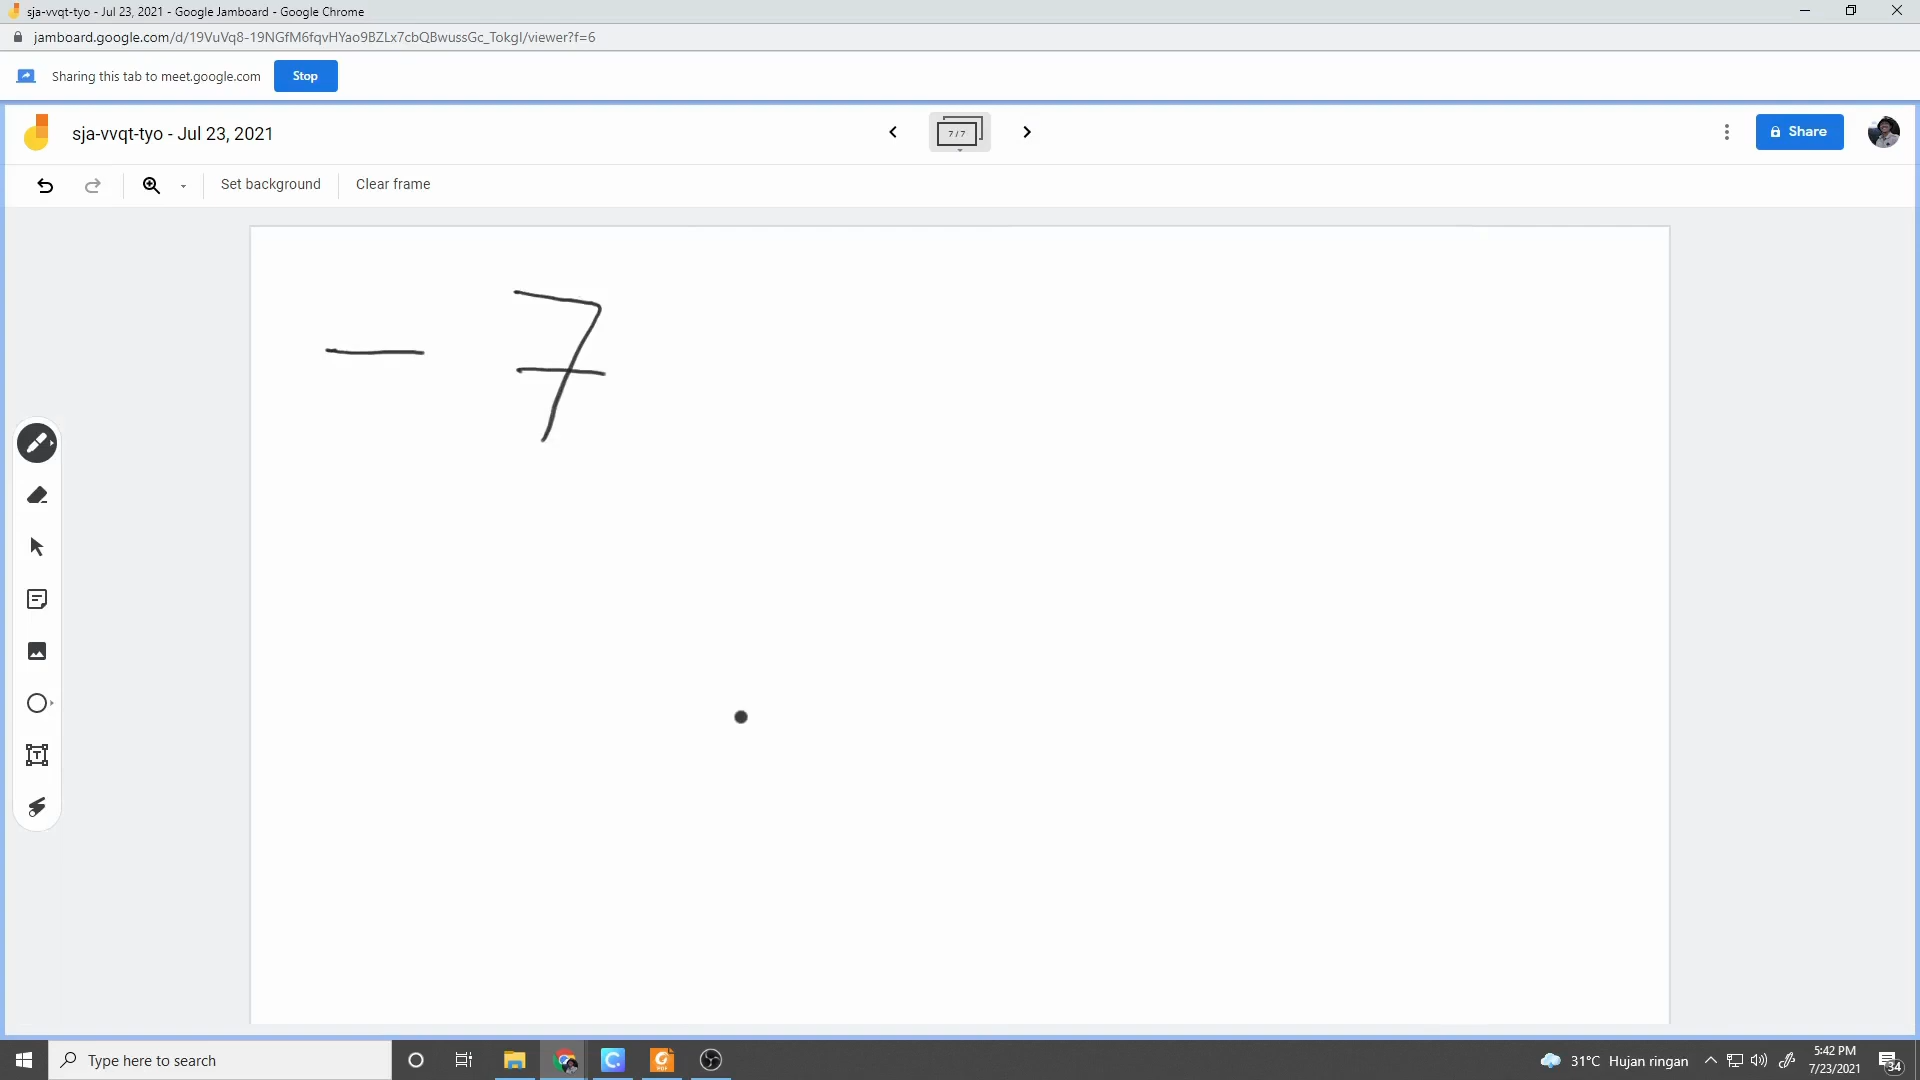 sja-vvqt-tyo - Jul 23, 2021 - Google Jamboard - Google Chrome
jamboard.google.com/d/19VuVq8-19NGfM6fqvHYao9BZLx7cbQBwussGc_TokgI/viewer?f=6
Sharing this tab to meet.google.com Stop
sja-vvqt-tyo - Jul 23, 2021 7 / 7 Share
Set background Clear frame
- 7
Type here to search 31°C Hujan ringan 5:42 PM
7/23/2021 34